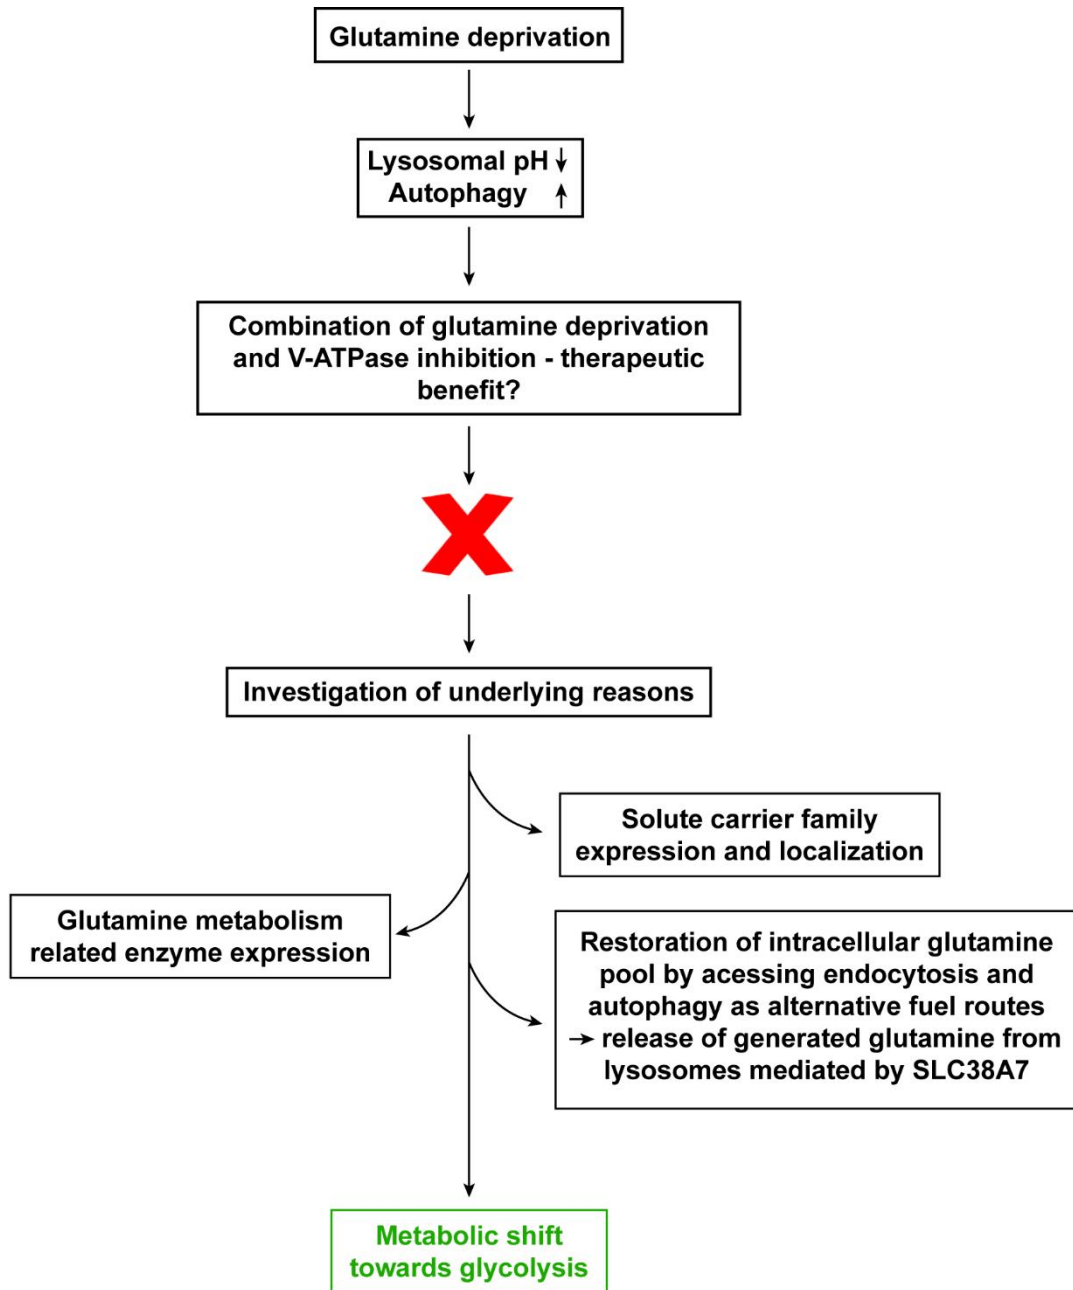 Glutamine deprivation
Lysosomal pH ↓
Autophagy ↑
Combination of glutamine deprivation
and V-ATPase inhibition - therapeutic
benefit?
Investigation of underlying reasons
Solute carrier family
expression and localization
Glutamine metabolism
related enzyme expression
Restoration of intracellular glutamine
pool by acessing endocytosis and
autophagy as alternative fuel routes
→ release of generated glutamine from
lysosomes mediated by SLC38A7
Metabolic shift
towards glycolysis